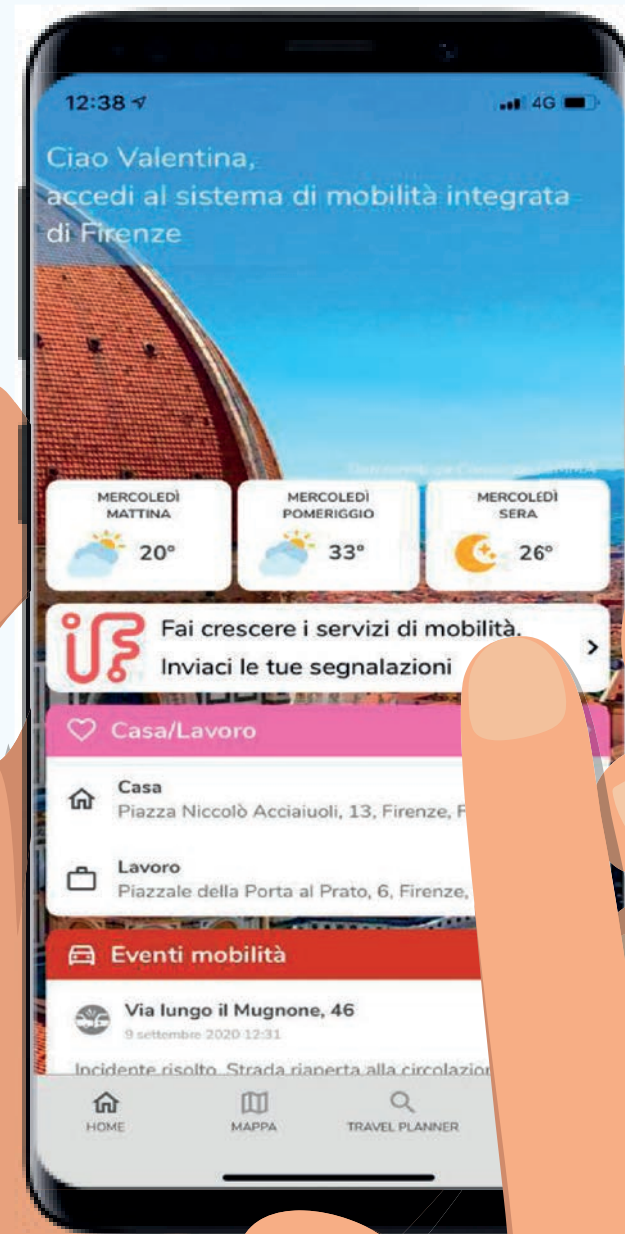 12:38
4G
Ciao Valentina,
accedi al sistema di mobilità integrata
di Firenze
MERCOLEDÌ
MATTINA
20°
MERCOLEDÌ
POMERIGGIO
33°
MERCOLEDÌ
SERA
26°
Fai crescere i servizi di mobilità.
Inviaci le tue segnalazioni
Casa/Lavoro
Casa
Piazza Niccolò Acciaiuoli, 13, Firenze, F
Lavoro
Piazzale della Porta al Prato, 6, Firenze,
Eventi mobilità
Via lungo il Mugnone, 46
9 settembre 2020 12:31
Incidente risolto. Strada riaperta alla
HOME
MAPPA
TRAVEL PLANNER